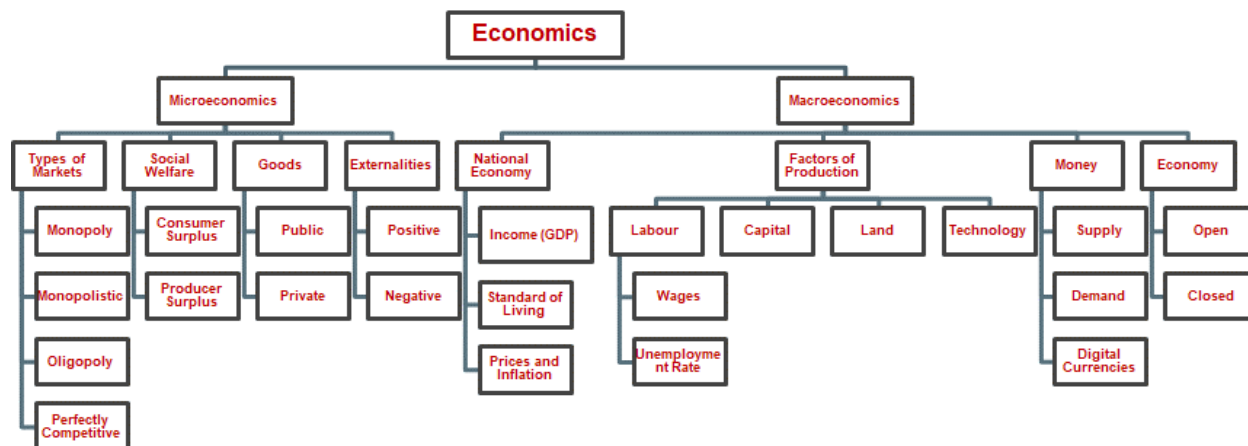 Economics
Microeconomics
Macroeconomics
Types of
Markets
Social
Welfare
Goods
Externalities
National
Economy
Factors of
Production
Money
Economy
Monopoly
Consumer
Surplus
Public
Positive
Income (GDP)
Labour
Capital
Land
Technology
Supply
Open
Monopolistic
Producer
Surplus
Private
Negative
Standard of
Living
Wages
Demand
Closed
Oligopoly
Prices and
Inflation
Unemployme
nt Rate
Digital
Currencies
Perfectly
Competitive